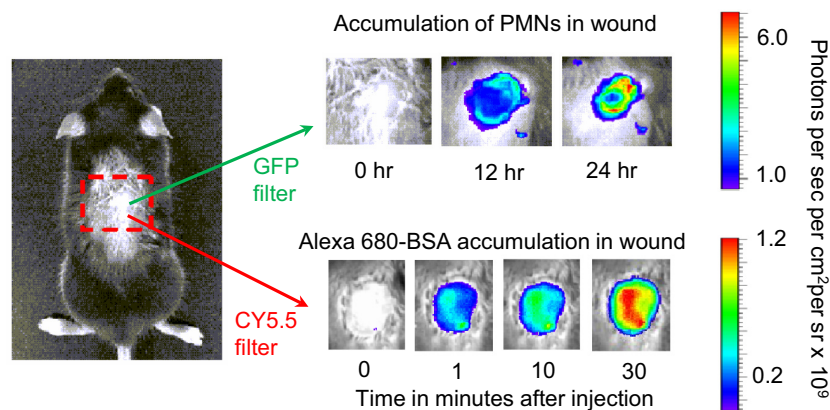 Accumulation of PMNs in wound
0 hr
12 hr
24 hr
GFP
filter
6.0
1.0
Alexa 680-BSA accumulation in wound
CY5.5
filter
0
1
10
30
Time in minutes after injection
1.2
0.2
Photons per sec per cm²per sr x 10⁹